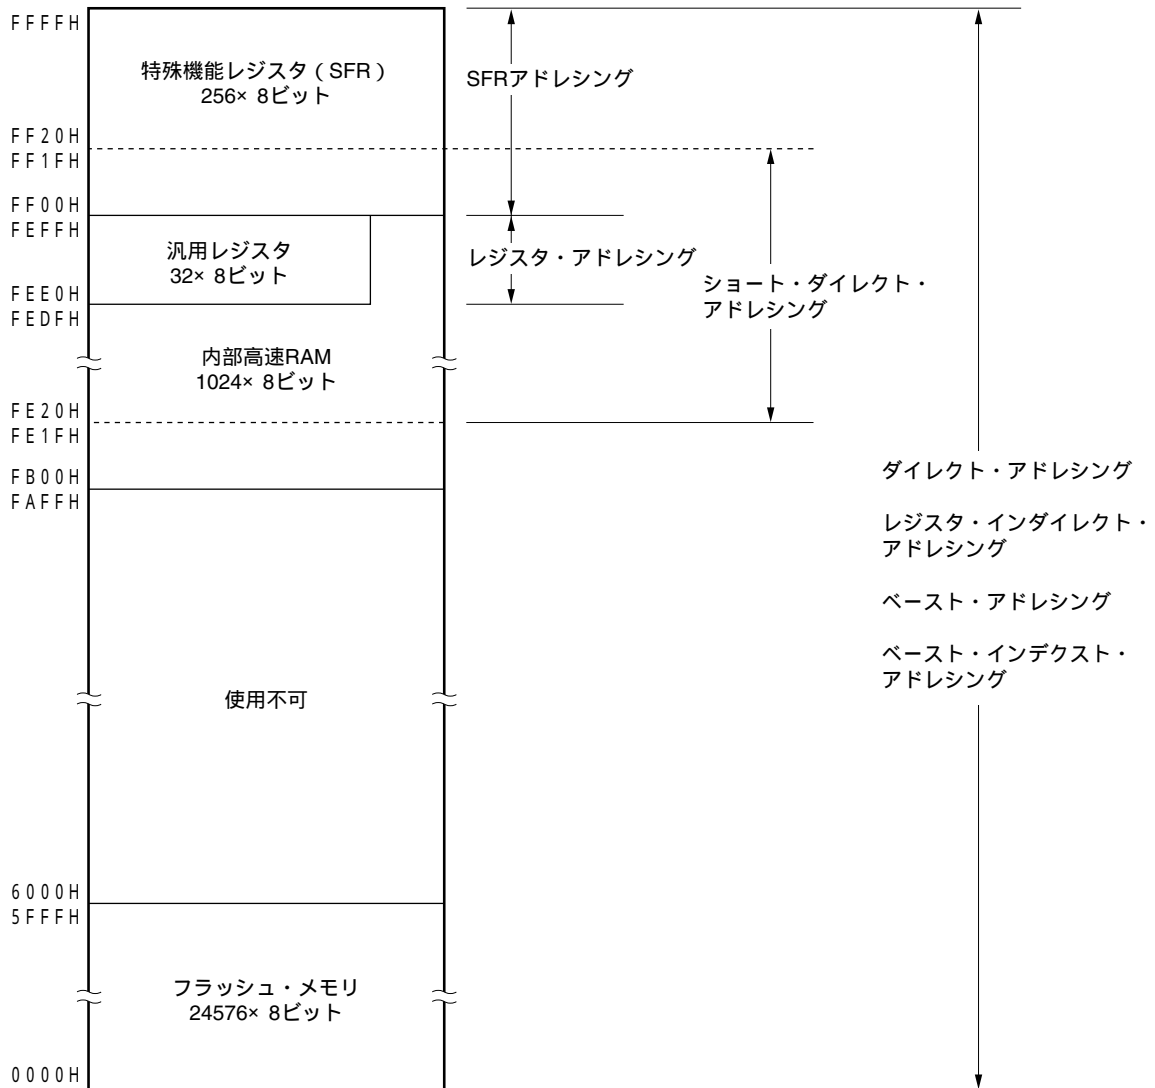 FFFFH
特殊機能レジスタ(SFR)
256× 8ビット
SFRアドレシング
FF20H
FF1FH
FF00H
FEFFH
汎用レジスタ
32× 8ビット
レジスタ・アドレシング
ショート・ダイレクト・
アドレシング
FEE0H
FEDFH
内部高速RAM
1024× 8ビット
FE20H
FE1FH
FB00H
FAFFH
ダイレクト・アドレシング
レジスタ・インダイレクト・
アドレシング
ベースト・アドレシング
ベースト・インデクスト・
アドレシング
使用不可
6000H
5FFFH
フラッシュ・メモリ
24576× 8ビット
0000H